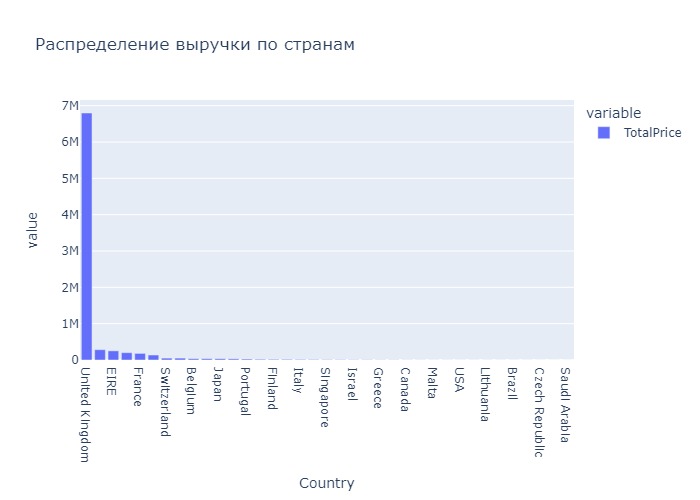 Распределение выручки по странам
variable
TotalPrice
7M
6M
5M
4M
3M
2M
1M
0
value
United Kingdom
EIRE
France
Switzerland
Belgium
Japan
Portugal
Finland
Italy
Singapore
Israel
Greece
Canada
Malta
USA
Lithuania
Brazil
Czech Republic
Saudi Arabia
Country